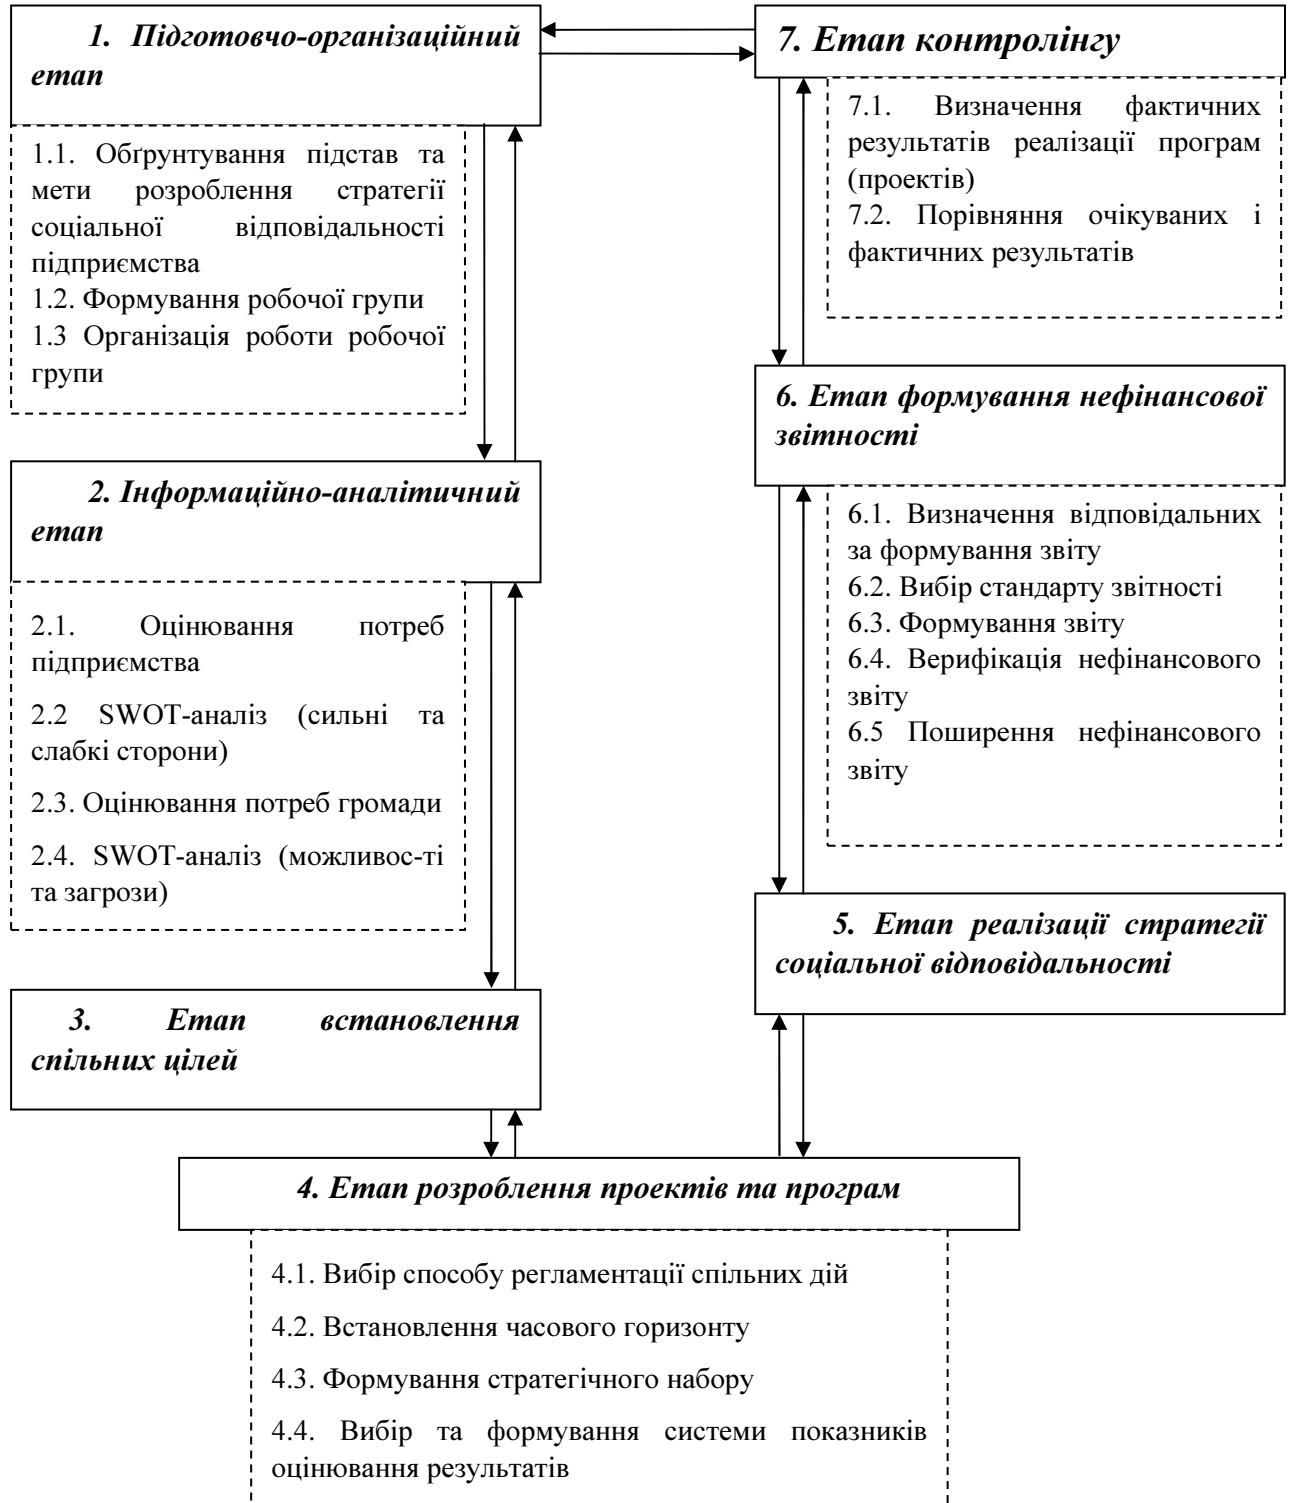 1. Підготовчо-організаційний
етап
1.1. Обґрунтування підстав та
мети розроблення стратегії
соціальної відповідальності
підприємства
1.2. Формування робочої групи
1.3 Організація роботи робочої
групи
2. Інформаційно-аналітичний
етап
2.1. Оцінювання потреб
підприємства
2.2 SWOT-аналіз (сильні та
слабкі сторони)
2.3. Оцінювання потреб громади
2.4. SWOT-аналіз (можливос-ті
та загрози)
3. Етап встановлення
спільних цілей
4. Етап розроблення проектів та програм
4.1. Вибір способу регламентації спільних дій
4.2. Встановлення часового горизонту
4.3. Формування стратегічного набору
4.4. Вибір та формування системи показників
оцінювання результатів
5. Етап реалізації стратегії
соціальної відповідальності
6. Етап формування нефінансової
звітності
6.1. Визначення відповідальних
за формування звіту
6.2. Вибір стандарту звітності
6.3. Формування звіту
6.4. Верифікація нефінансового
звіту
6.5 Поширення нефінансового
звіту
7. Етап контролінгу
7.1. Визначення фактичних
результатів реалізації програм
(проектів)
7.2. Порівняння очікуваних і
фактичних результатів